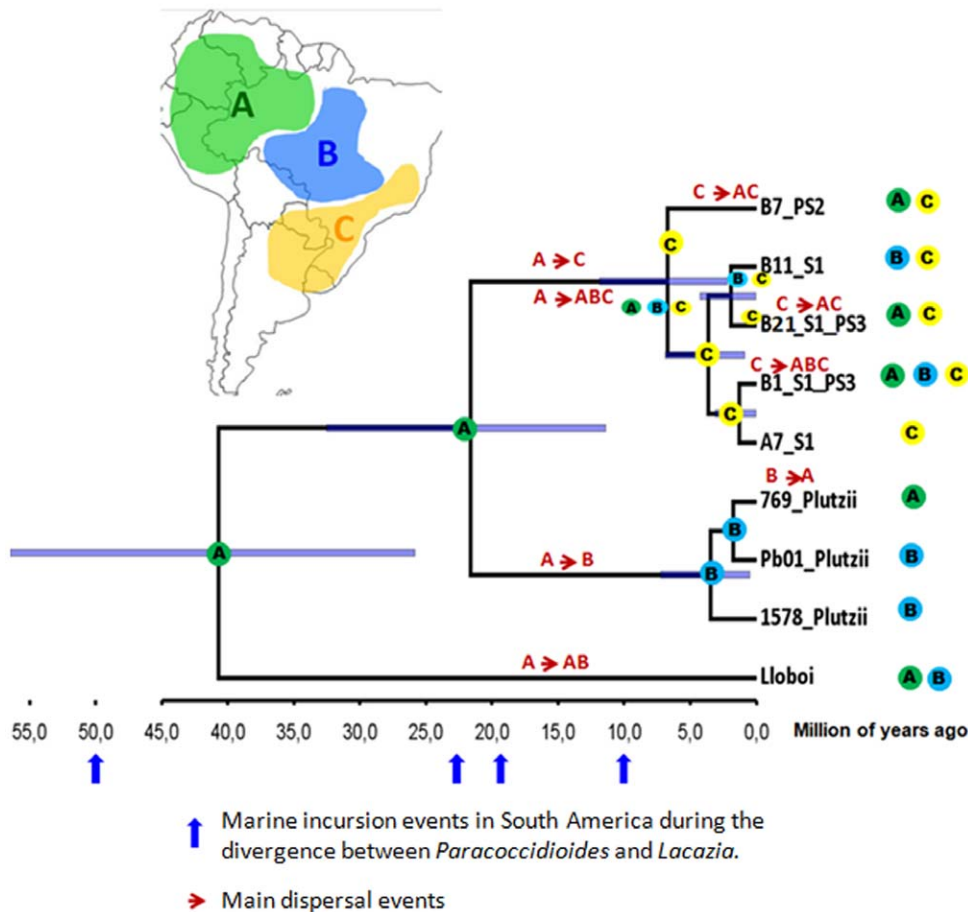 A
B
C
C → AC
B7_PS2
A C
C
A → C
B11_S1
B C
B C
A → ABC
A B C
C → AC
C
B21_S1_PS3
A C
C
C → ABC
B1_S1_PS3
A B C
C
A7_S1
C
A
B → A
769_Plutzii
A
B
Pb01_Plutzii
B
A
A → B
B
1578_Plutzii
B
A → AB
Lloboi
A B
55,0 50,0 45,0 40,0 35,0 30,0 25,0 20,0 15,0 10,0 5,0 0,0 Million of years ago
Marine incursion events in South America during the
divergence between Paracoccidioides and Lacazia.
Main dispersal events